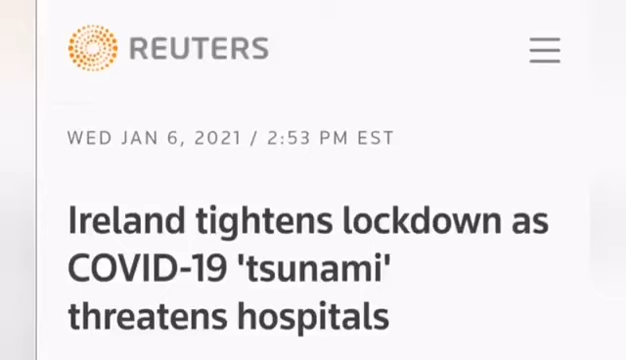 REUTERS
WED JAN 6, 2021 / 2:53 PM EST
Ireland tightens lockdown as
COVID-19 'tsunami'
threatens hospitals